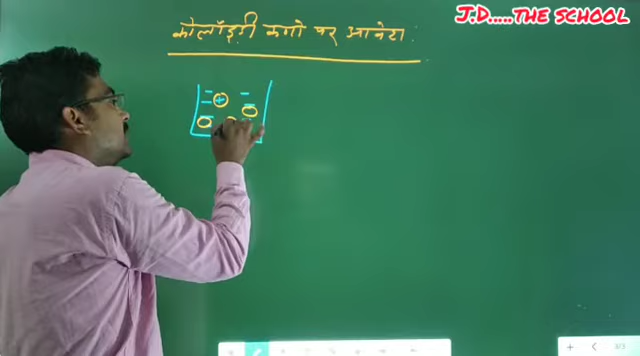 J.D.....THE SCHOOL
कोलॉइडी कणो पर आवेश :